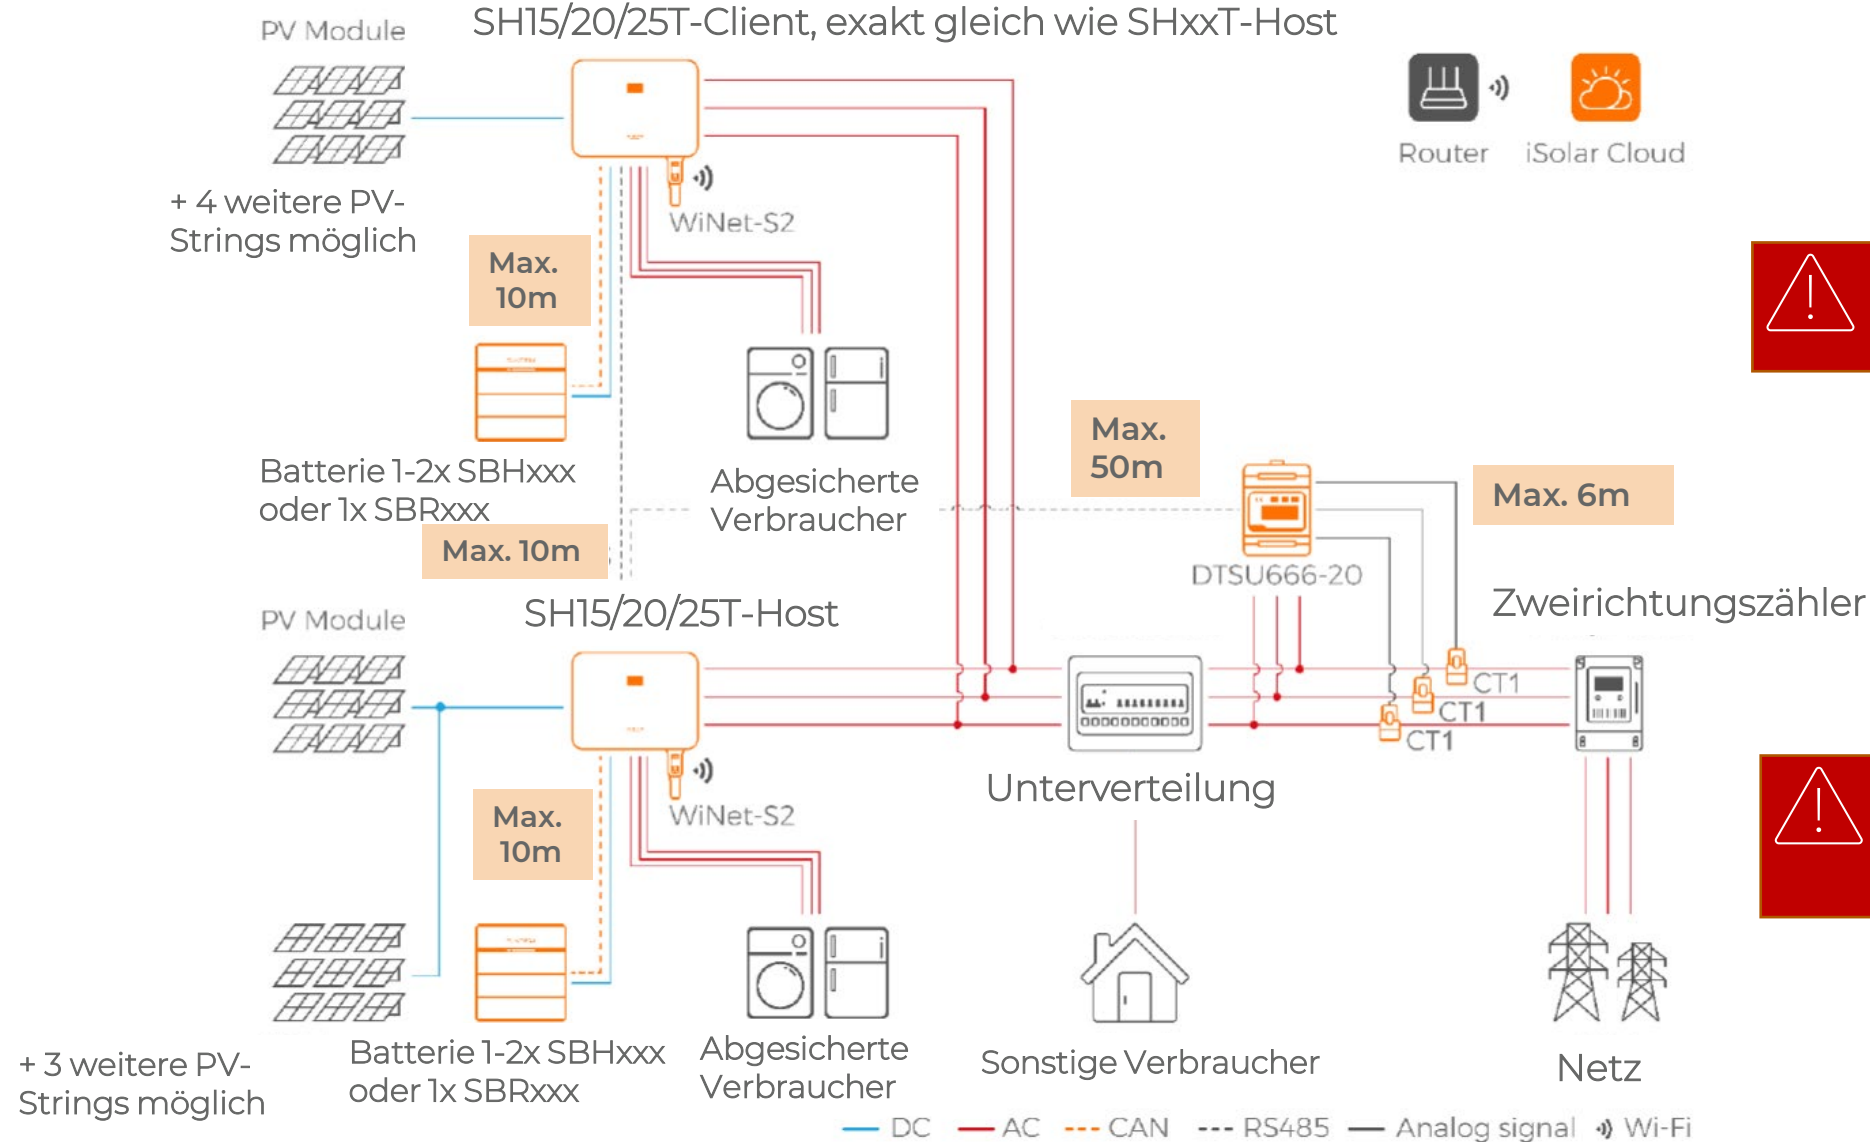 SH15/20/25T-Client, exakt gleich wie SHxxT-Host
PV Module
Router
iSolar Cloud
+ 4 weitere PV-
Strings möglich
WiNet-S2
Max.
10m
Max.
50m
Max. 6m
Batterie 1-2x SBHxxx
oder 1x SBRxxx
Abgesicherte
Verbraucher
Max. 10m
DTSU666-20
Zweirichtungszähler
PV Module
SH15/20/25T-Host
CT1
CT1
CT1
Unterverteilung
WiNet-S2
Max.
10m
+ 3 weitere PV-
Strings möglich
Batterie 1-2x SBHxxx
oder 1x SBRxxx
Abgesicherte
Verbraucher
Sonstige Verbraucher
Netz
DC
AC
CAN
RS485
Analog signal
Wi-Fi